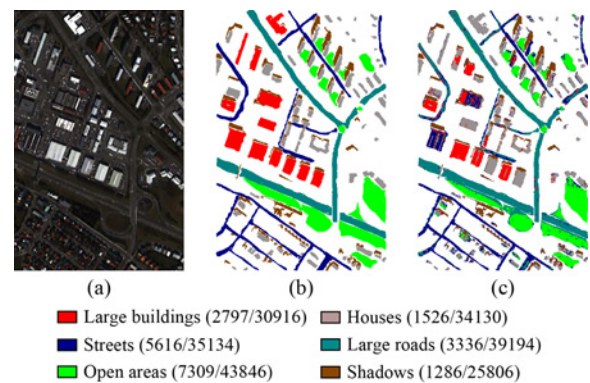 (a) (b) (c)
Large buildings (2797/30916) Houses (1526/34130)
Streets (5616/35134) Large roads (3336/39194)
Open areas (7309/43846) Shadows (1286/25806)